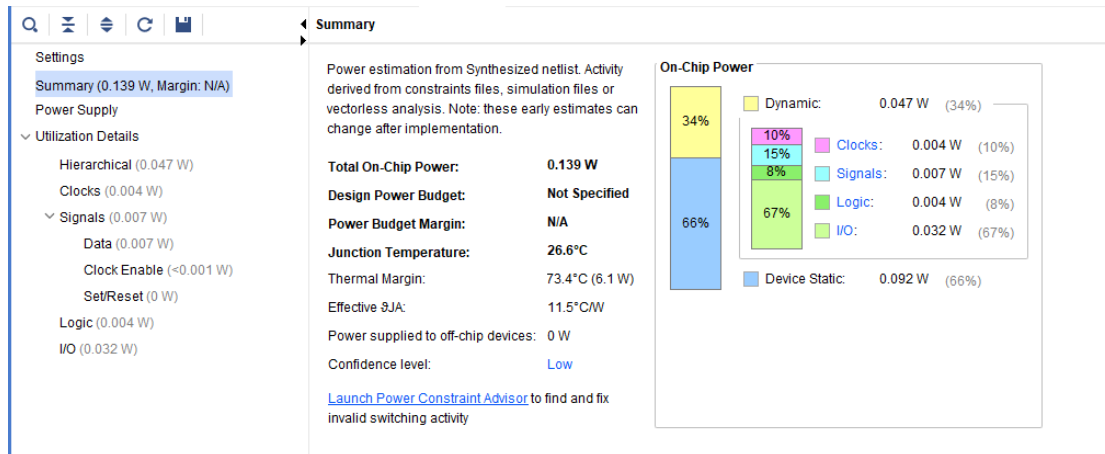 Summary
Settings
Summary (0.139 W, Margin: N/A)
Power Supply
Utilization Details
Hierarchical (0.047 W)
Clocks (0.004 W)
Signals (0.007 W)
Data (0.007 W)
Clock Enable (<0.001 W)
Set/Reset (0 W)
Logic (0.004 W)
I/O (0.032 W)
Power estimation from Synthesized netlist. Activity
derived from constraints files, simulation files or
vectorless analysis. Note: these early estimates can
change after implementation.
Total On-Chip Power: 0.139 W
Design Power Budget: Not Specified
Power Budget Margin: N/A
Junction Temperature: 26.6°C
Thermal Margin: 73.4°C (6.1 W)
Effective ϑJA: 11.5°C/W
Power supplied to off-chip devices: 0 W
Confidence level: Low
Launch Power Constraint Advisor to find and fix
invalid switching activity
On-Chip Power
34%
66%
Dynamic: 0.047 W (34%)
10%
15%
8%
67%
Clocks: 0.004 W (10%)
Signals: 0.007 W (15%)
Logic: 0.004 W (8%)
I/O: 0.032 W (67%)
Device Static: 0.092 W (66%)